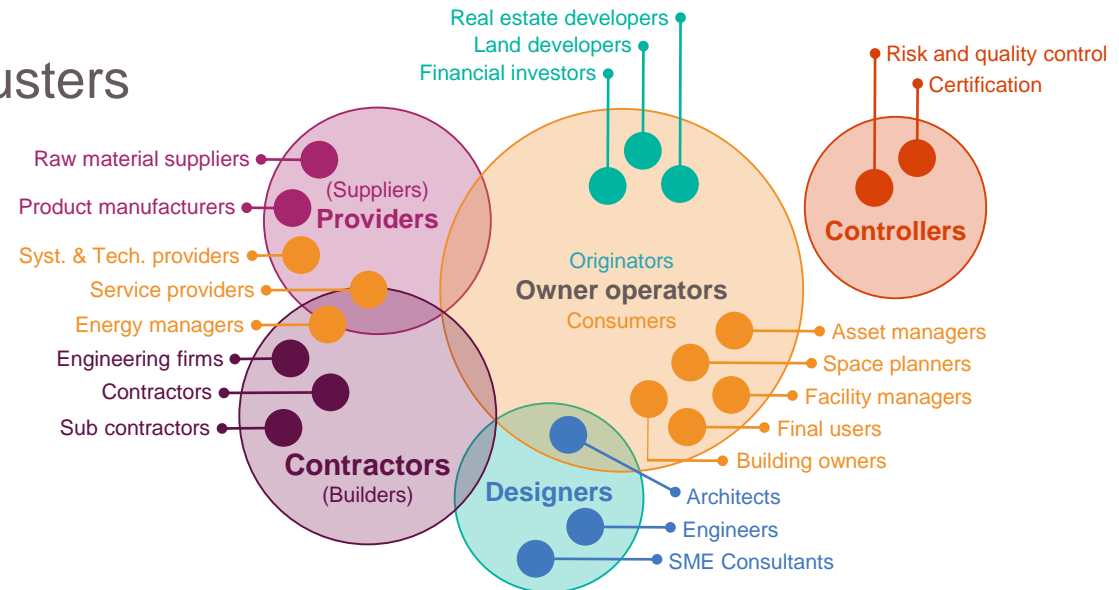 usters
Real estate developers
Land developers
Financial investors
Risk and quality control
Certification
Raw material suppliers
Product manufacturers
Syst. & Tech. providers
Service providers
Energy managers
Engineering firms
Contractors
Sub contractors
(Suppliers)
Providers
Originators
Owner operators
Consumers
Controllers
Asset managers
Space planners
Facility managers
Final users
Building owners
Contractors
(Builders)
Designers
Architects
Engineers
SME Consultants